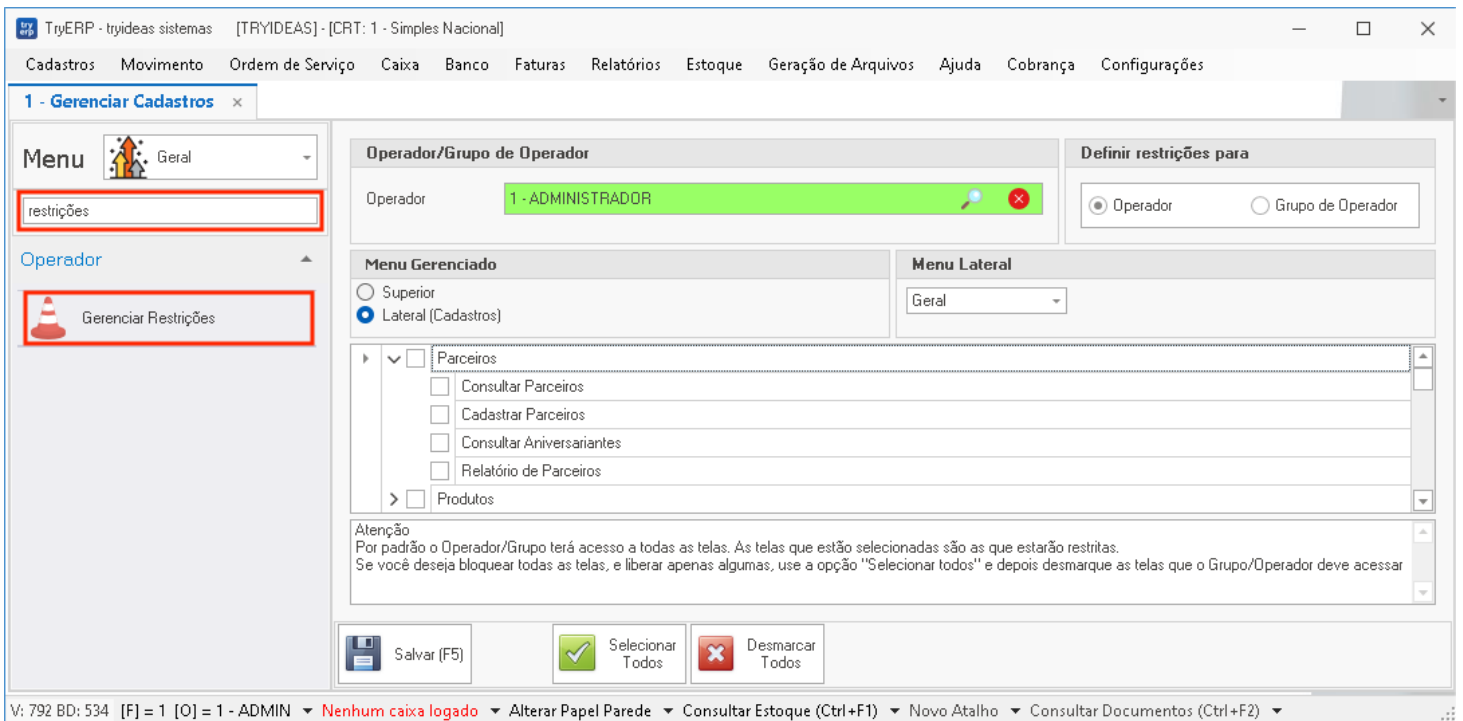 try erp TryERP - tryideas sistemas [TRYIDEAS] - [CRT: 1 - Simples Nacional]
Cadastros Movimento Ordem de Serviço Caixa Banco Faturas Relatórios Estoque Geração de Arquivos Ajuda Cobrança Configurações
1 - Gerenciar Cadastros
Menu Geral
restrições
Operador
Gerenciar Restrições
Operador/Grupo de Operador
Operador 1 - ADMINISTRADOR
Definir restrições para
Operador Grupo de Operador
Menu Gerenciado
Superior
Lateral (Cadastros)
Menu Lateral
Geral
Parceiros
Consultar Parceiros
Cadastrar Parceiros
Consultar Aniversariantes
Relatório de Parceiros
Produtos
Atenção
Por padrão o Operador/Grupo terá acesso a todas as telas. As telas que estão selecionadas são as que estarão restritas.
Se você deseja bloquear todas as telas, e liberar apenas algumas, use a opção "Selecionar todos" e depois desmarque as telas que o Grupo/Operador deve acessar
Salvar (F5)
Selecionar
Todos
Desmarcar
Todos
V: 792 BD: 534 [F] = 1 [O] = 1 - ADMIN Nenhum caixa logado Alterar Papel Parede Consultar Estoque (Ctrl+F1) Novo Atalho Consultar Documentos (Ctrl+F2)